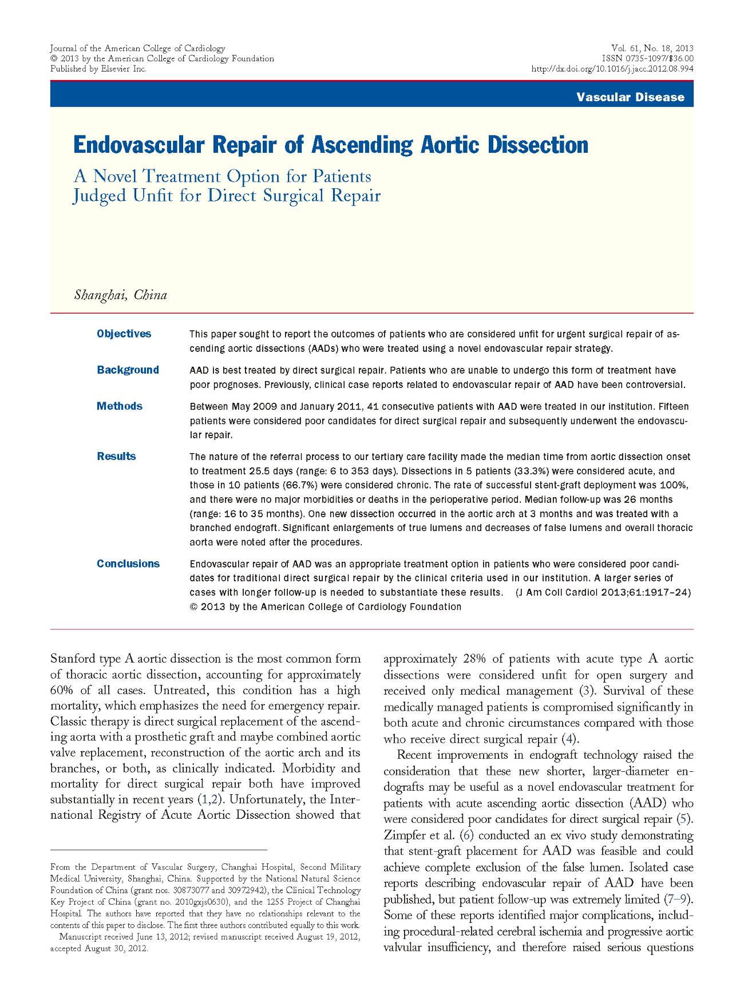 Journal of the American College of Cardiology
© 2013 by the American College of Cardiology Foundation
Published by Elsevier Inc.
Vol. 61, No. 18, 2013
ISSN 0735-1097/$36.00
http://dx.doi.org/10.1016/j.jacc.2012.08.994
Vascular Disease
Endovascular Repair of Ascending Aortic Dissection
A Novel Treatment Option for Patients
Judged Unfit for Direct Surgical Repair
Shanghai, China
Objectives
This paper sought to report the outcomes of patients who are considered unfit for urgent surgical repair of as-
cending aortic dissections (AADs) who were treated using a novel endovascular repair strategy.
Background
AAD is best treated by direct surgical repair. Patients who are unable to undergo this form of treatment have
poor prognoses. Previously, clinical case reports related to endovascular repair of AAD have been controversial.
Methods
Between May 2009 and January 2011, 41 consecutive patients with AAD were treated in our institution. Fifteen
patients were considered poor candidates for direct surgical repair and subsequently underwent the endovascu-
lar repair.
Results
The nature of the referral process to our tertiary care facility made the median time from aortic dissection onset
to treatment 25.5 days (range: 6 to 353 days). Dissections in 5 patients (33.3%) were considered acute, and
those in 10 patients (66.7%) were considered chronic. The rate of successful stent-graft deployment was 100%,
and there were no major morbidities or deaths in the perioperative period. Median follow-up was 26 months
(range: 16 to 35 months). One new dissection occurred in the aortic arch at 3 months and was treated with a
branched endograft. Significant enlargements of true lumens and decreases of false lumens and overall thoracic
aorta were noted after the procedures.
Conclusions
Endovascular repair of AAD was an appropriate treatment option in patients who were considered poor candi-
dates for traditional direct surgical repair by the clinical criteria used in our institution. A larger series of
cases with longer follow-up is needed to substantiate these results. (J Am Coll Cardiol 2013;61:1917–24)
© 2013 by the American College of Cardiology Foundation
Stanford type A aortic dissection is the most common form
of thoracic aortic dissection, accounting for approximately
60% of all cases. Untreated, this condition has a high
mortality, which emphasizes the need for emergency repair.
Classic therapy is direct surgical replacement of the ascend-
ing aorta with a prosthetic graft and maybe combined aortic
valve replacement, reconstruction of the aortic arch and its
branches, or both, as clinically indicated. Morbidity and
mortality for direct surgical repair both have improved
substantially in recent years (1,2). Unfortunately, the Inter-
national Registry of Acute Aortic Dissection showed that
From the Department of Vascular Surgery, Changhai Hospital, Second Military
Medical University, Shanghai, China. Supported by the National Natural Science
Foundation of China (grant nos. 30873077 and 30972942), the Clinical Technology
Key Project of China (grant no. 2010gxjs0630), and the 1255 Project of Changhai
Hospital. The authors have reported that they have no relationships relevant to the
contents of this paper to disclose. The first three authors contributed equally to this work.
Manuscript received June 13, 2012; revised manuscript received August 19, 2012,
accepted August 30, 2012.
approximately 28% of patients with acute type A aortic
dissections were considered unfit for open surgery and
received only medical management (3). Survival of these
medically managed patients is compromised significantly in
both acute and chronic circumstances compared with those
who receive direct surgical repair (4).
Recent improvements in endograft technology raised the
consideration that these new shorter, larger-diameter en-
dografts may be useful as a novel endovascular treatment for
patients with acute ascending aortic dissection (AAD) who
were considered poor candidates for direct surgical repair (5).
Zimpfer et al. (6) conducted an ex vivo study demonstrating
that stent-graft placement for AAD was feasible and could
achieve complete exclusion of the false lumen. Isolated case
reports describing endovascular repair of AAD have been
published, but patient follow-up was extremely limited (7–9).
Some of these reports identified major complications, includ-
ing procedural-related cerebral ischemia and progressive aortic
valvular insufficiency, and therefore raised serious questions